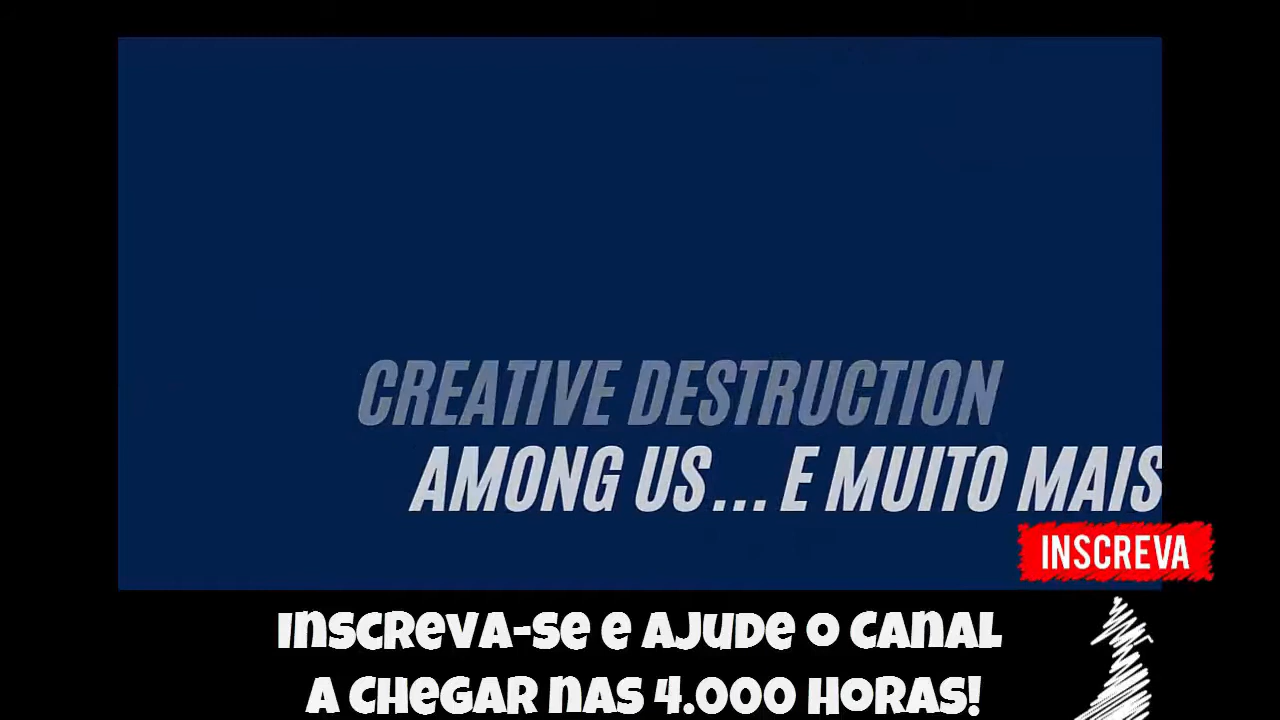 CREATIVE DESTRUCTION
AMONG US... E MUITO MAIS
INSCREVA
Inscreva-se e ajude o canal
a chegar nas 4.000 horas!